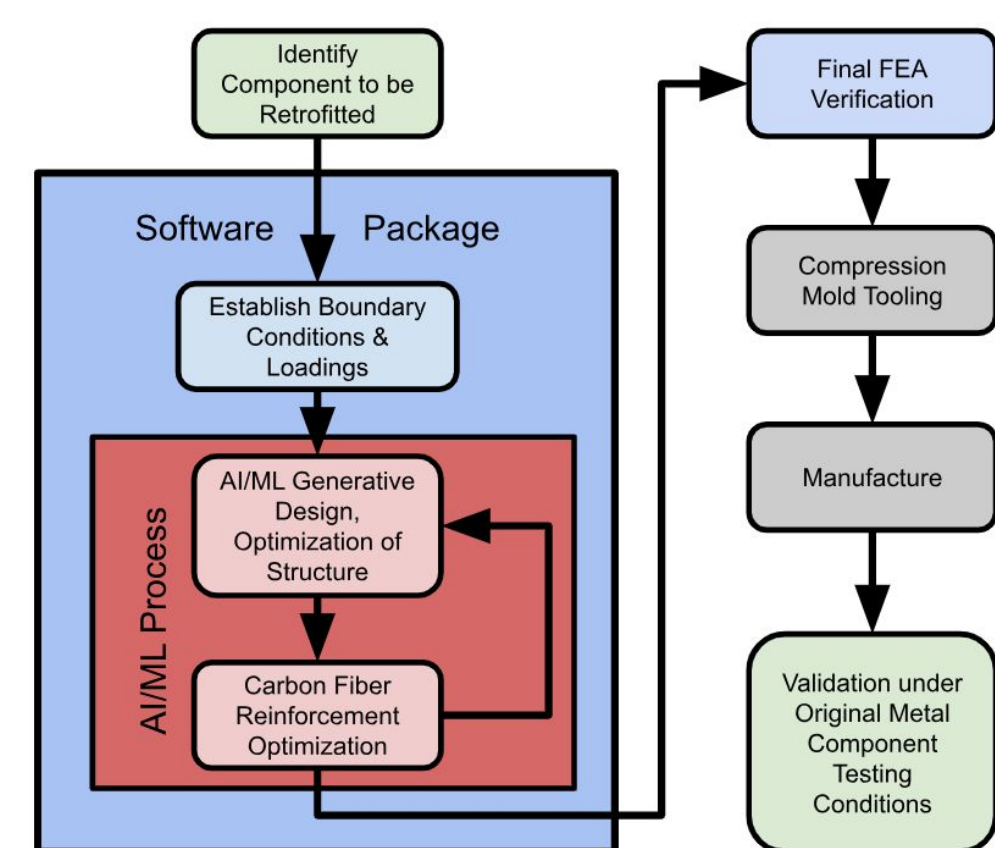 Identify
Component to be
Retrofitted
Software Package
Establish Boundary
Conditions &
Loadings
AI/ML Process
AI/ML Generative
Design,
Optimization of
Structure
Carbon Fiber
Reinforcement
Optimization
Final FEA
Verification
Compression
Mold Tooling
Manufacture
Validation under
Original Metal
Component
Testing
Conditions